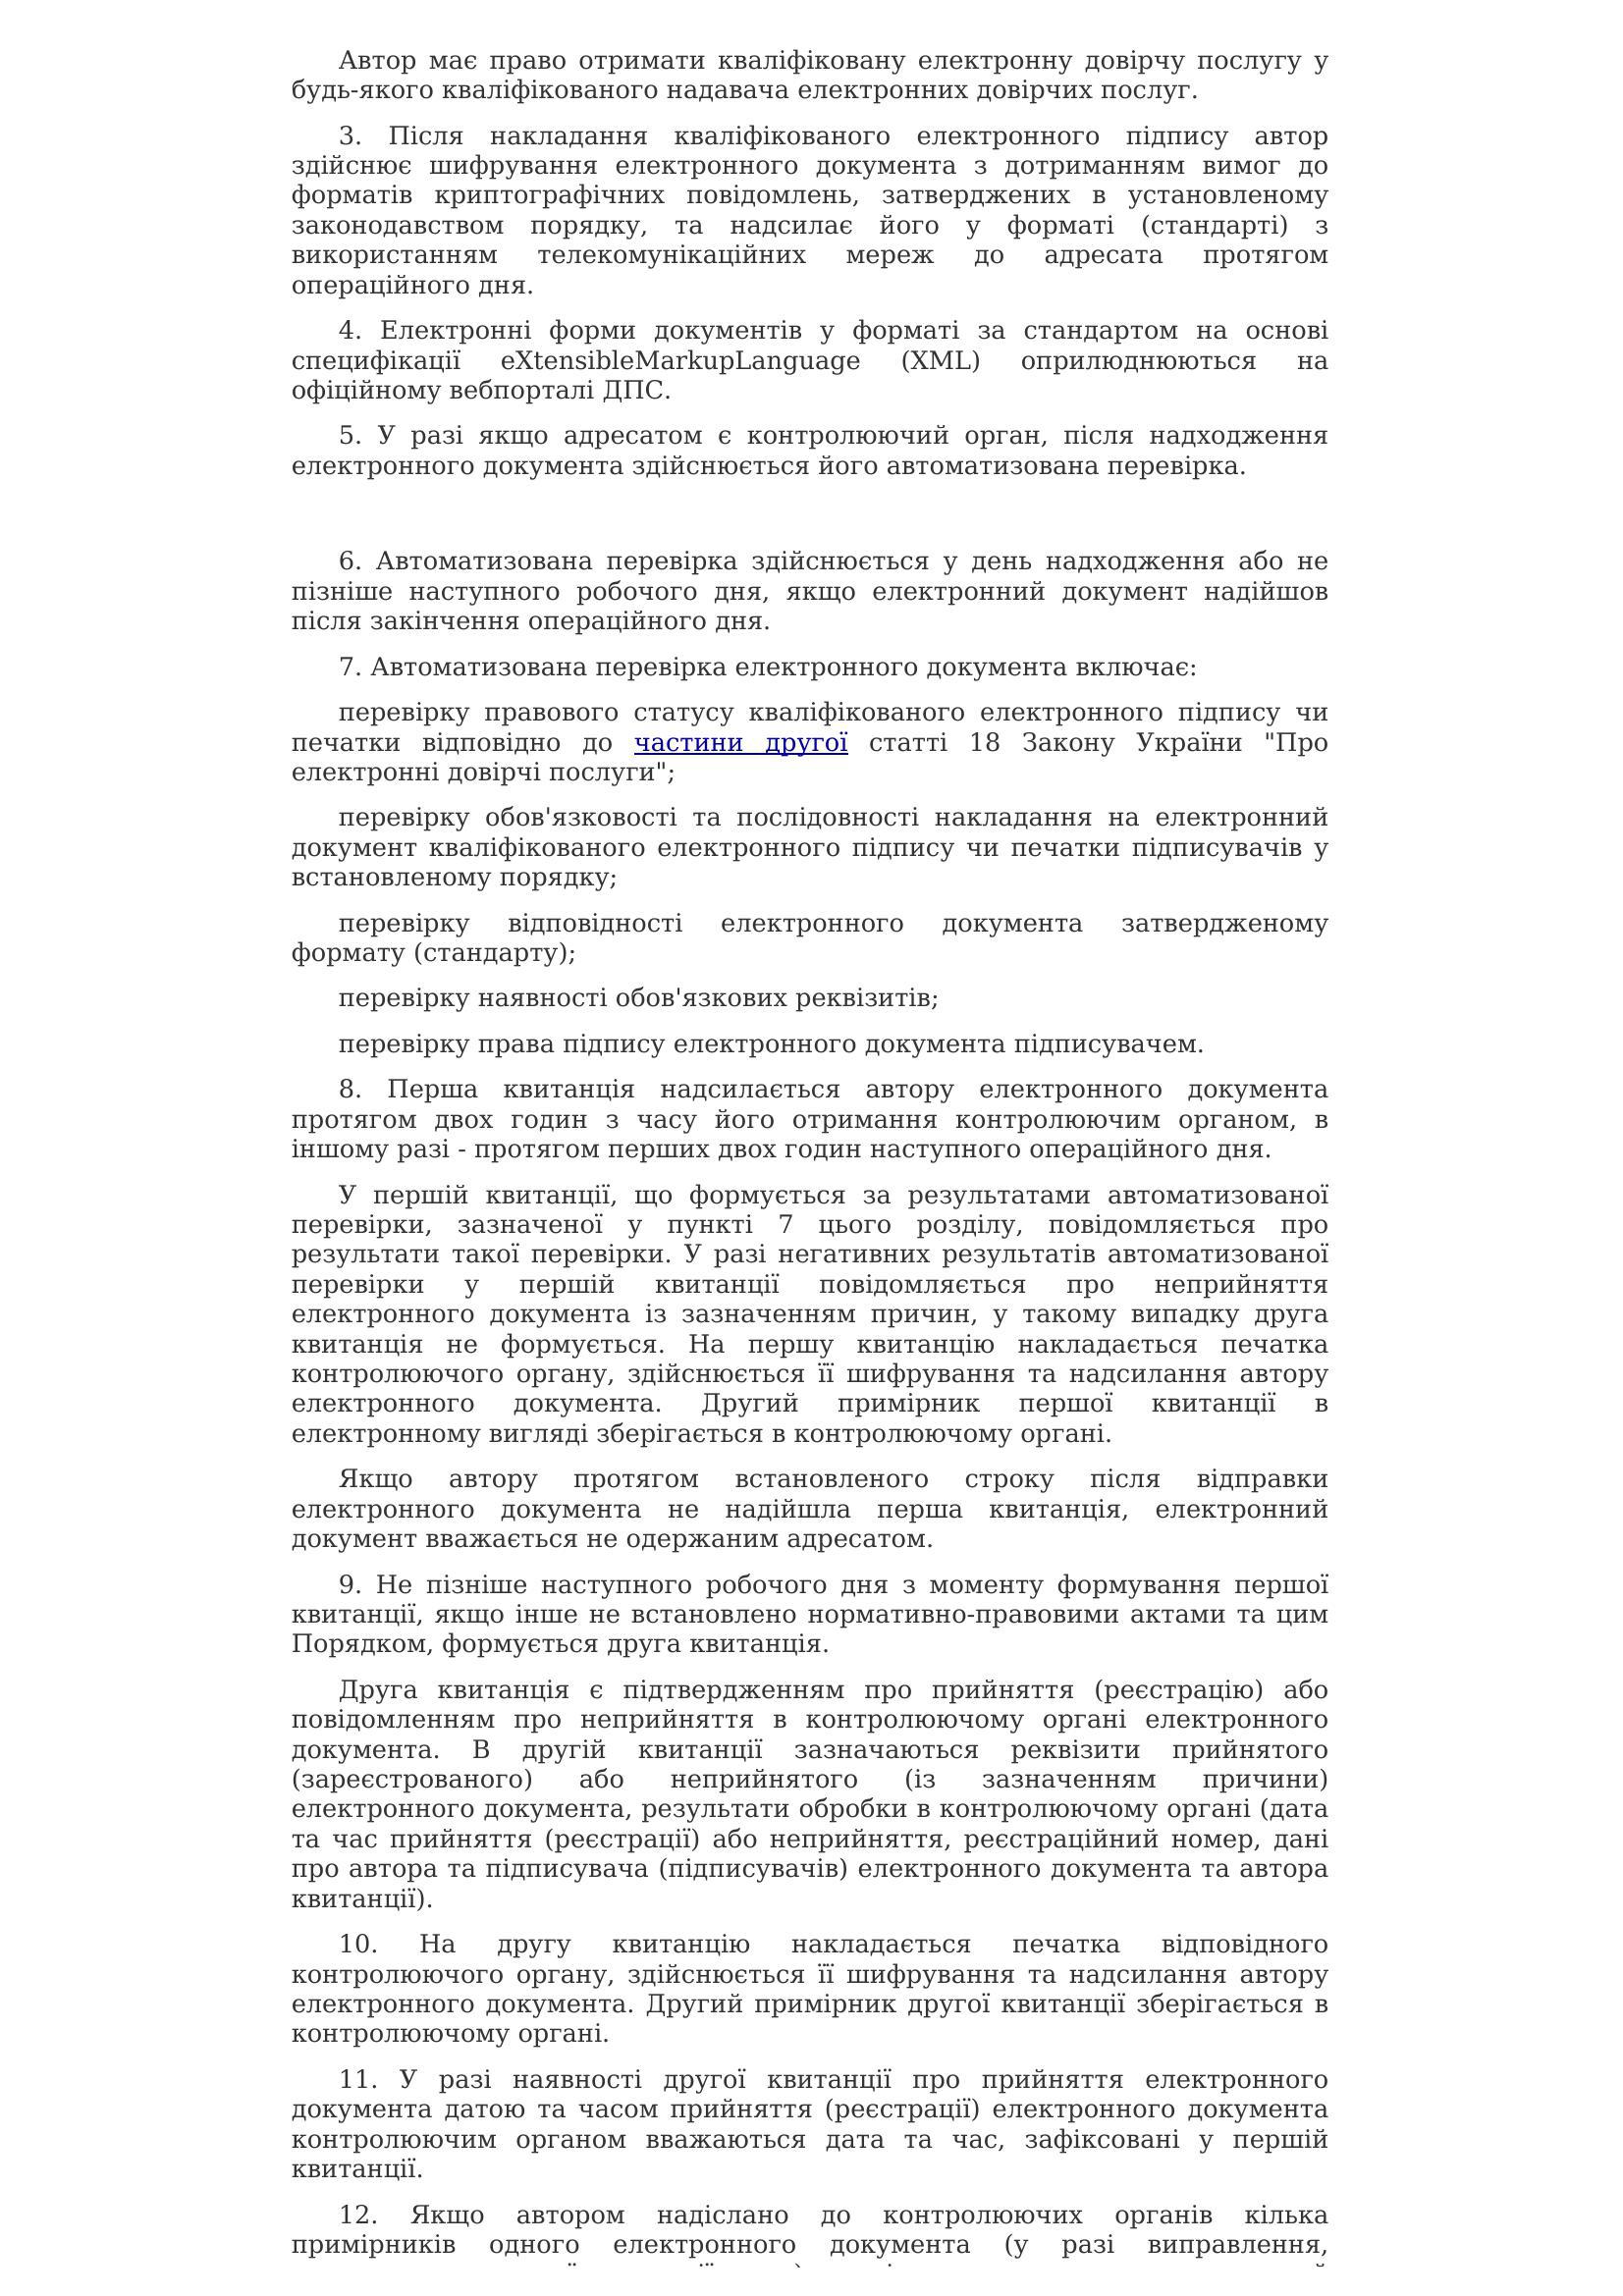 Автор має право отримати кваліфіковану електронну довірчу послугу у
будь-якого кваліфікованого надавача електронних довірчих послуг.
3. Після накладання кваліфікованого електронного підпису автор
здійснює шифрування електронного документа з дотриманням вимог до
форматів криптографічних повідомлень, затверджених в установленому
законодавством порядку, та надсилає його у форматі (стандарті) з
використанням телекомунікаційних мереж до адресата протягом
операційного дня.
4. Електронні форми документів у форматі за стандартом на основі
специфікації eXtensibleMarkupLanguage (XML) оприлюднюються на
офіційному вебпорталі ДПС.
5. У разі якщо адресатом є контролюючий орган, після надходження
електронного документа здійснюється його автоматизована перевірка.
6. Автоматизована перевірка здійснюється у день надходження або не
пізніше наступного робочого дня, якщо електронний документ надійшов
після закінчення операційного дня.
7. Автоматизована перевірка електронного документа включає:
перевірку правового статусу кваліфікованого електронного підпису чи
печатки відповідно до частини другої статті 18 Закону України "Про
електронні довірчі послуги";
перевірку обов'язковості та послідовності накладання на електронний
документ кваліфікованого електронного підпису чи печатки підписувачів у
встановленому порядку;
перевірку відповідності електронного документа затвердженому
формату (стандарту);
перевірку наявності обов'язкових реквізитів;
перевірку права підпису електронного документа підписувачем.
8. Перша квитанція надсилається автору електронного документа
протягом двох годин з часу його отримання контролюючим органом, в
іншому разі - протягом перших двох годин наступного операційного дня.
У першій квитанції, що формується за результатами автоматизованої
перевірки, зазначеної у пункті 7 цього розділу, повідомляється про
результати такої перевірки. У разі негативних результатів автоматизованої
перевірки у першій квитанції повідомляється про неприйняття
електронного документа із зазначенням причин, у такому випадку друга
квитанція не формується. На першу квитанцію накладається печатка
контролюючого органу, здійснюється її шифрування та надсилання автору
електронного документа. Другий примірник першої квитанції в
електронному вигляді зберігається в контролюючому органі.
Якщо автору протягом встановленого строку після відправки
електронного документа не надійшла перша квитанція, електронний
документ вважається не одержаним адресатом.
9. Не пізніше наступного робочого дня з моменту формування першої
квитанції, якщо інше не встановлено нормативно-правовими актами та цим
Порядком, формується друга квитанція.
Друга квитанція є підтвердженням про прийняття (реєстрацію) або
повідомленням про неприйняття в контролюючому органі електронного
документа. В другій квитанції зазначаються реквізити прийнятого
(зареєстрованого) або неприйнятого (із зазначенням причини)
електронного документа, результати обробки в контролюючому органі (дата
та час прийняття (реєстрації) або неприйняття, реєстраційний номер, дані
про автора та підписувача (підписувачів) електронного документа та автора
квитанції).
10. На другу квитанцію накладається печатка відповідного
контролюючого органу, здійснюється її шифрування та надсилання автору
електронного документа. Другий примірник другої квитанції зберігається в
контролюючому органі.
11. У разі наявності другої квитанції про прийняття електронного
документа датою та часом прийняття (реєстрації) електронного документа
контролюючим органом вважаються дата та час, зафіксовані у першій
квитанції.
12. Якщо автором надіслано до контролюючих органів кілька
примірників одного електронного документа (у разі виправлення,